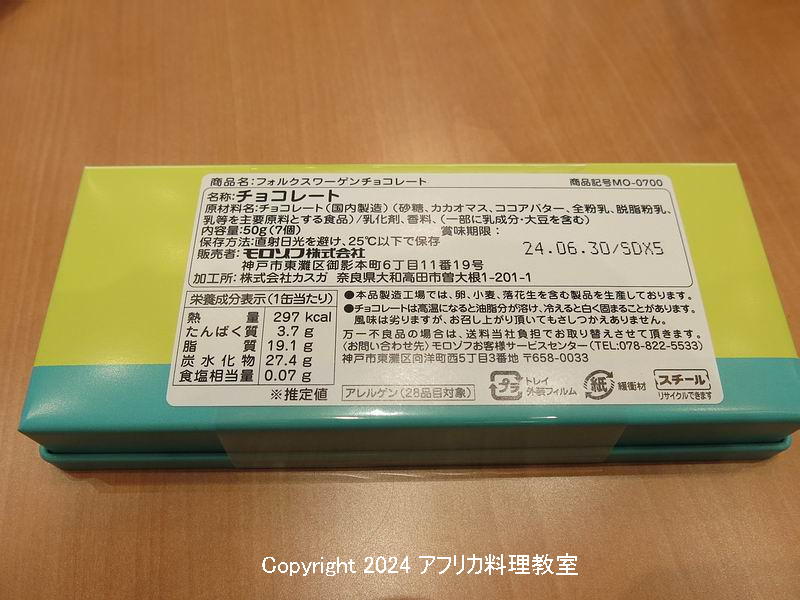 商品名：フォルクスワーゲンチョコレート 商品記号MO-0700
名称：チョコレート
原材料名：チョコレート（国内製造）（砂糖、カカオマス、ココアバター、全粉乳、脱脂粉乳、
乳等を主要原料とする食品）/乳化剤、香料、（一部に乳成分・大豆を含む）
内容量：50g（7個） 賞味期限：
保存方法：直射日光を避け、25℃以下で保存 24.06.30/SDX5
販売者：モロゾフ株式会社
神戸市東灘区御影本町6丁目11番19号
加工所：株式会社カスガ 奈良県大和高田市曽大根1-201-1
栄養成分表示（1缶当たり）
熱量 297 kcal
たんぱく質 3.7 g
脂質 19.1 g
炭水化物 27.4 g
食塩相当量 0.07 g
※推定値
●本品製造工場では、卵、小麦、落花生を含む製品を生産しております。
●チョコレートは高温になると油脂分が溶け、冷えると白く固まることがあります。
風味は劣りますが、お召し上がり頂いてもさしつかえありません。
万一不良品の場合は、送料当社負担でお取り替えさせて頂きます。
（お問い合わせ先）モロゾフお客様サービスセンター（TEL:078-822-5533）
神戸市東灘区向洋町西5丁目3番地 〒658-0033
アレルゲン（28品目対象）
プラ トレイ
外装フィルム
紙 緩衝材
スチール
リサイクルできます
Copyright 2024 アフリカ料理教室